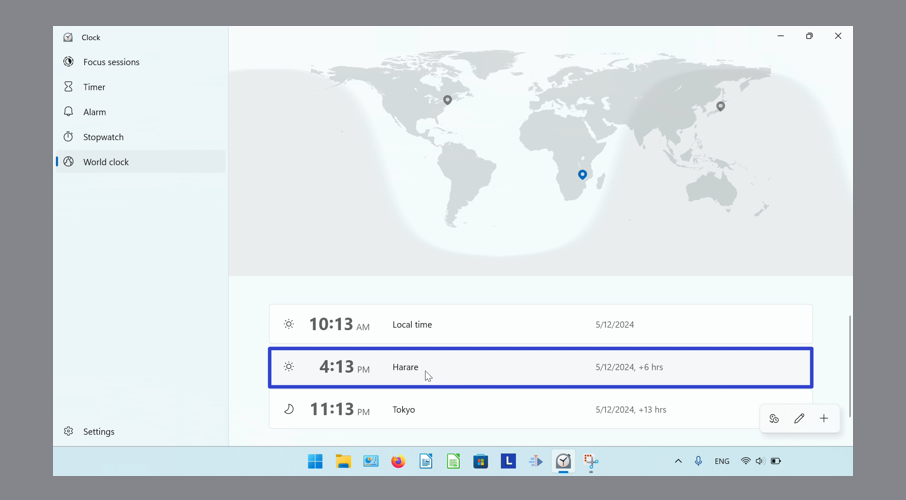 Clock
Focus sessions
Timer
Alarm
Stopwatch
World clock
10:13 AM Local time 5/12/2024
4:13 PM Harare 5/12/2024, +6 hrs
11:13 PM Tokyo 5/12/2024, +13 hrs
Settings
L
ENG